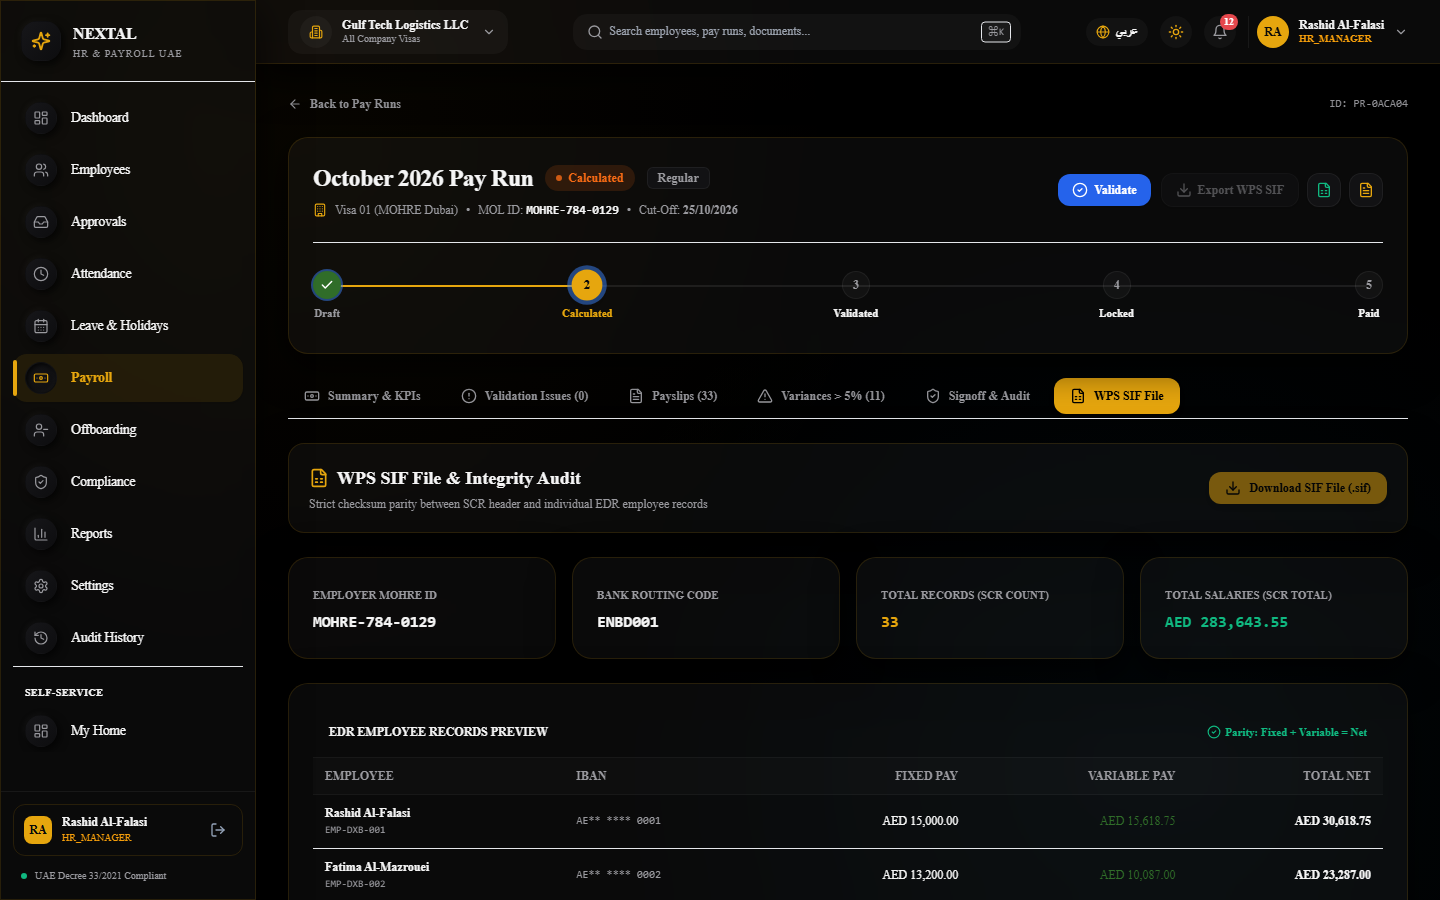 NEXTAL
HR & PAYROLL UAE
Gulf Tech Logistics LLC
All Company Visas
Search employees, pay runs, documents...
⌘K
عربي
12
RA
Rashid Al-Falasi
HR_MANAGER
Dashboard
Employees
Approvals
Attendance
Leave & Holidays
Payroll
Offboarding
Compliance
Reports
Settings
Audit History
SELF-SERVICE
My Home
RA
Rashid Al-Falasi
HR_MANAGER
UAE Decree 33/2021 Compliant
Back to Pay Runs
ID: PR-0ACA04
October 2026 Pay Run
• Calculated
Regular
Visa 01 (MOHRE Dubai) • MOL ID: MOHRE-784-0129 • Cut-Off: 25/10/2026
Validate
Export WPS SIF
2
3
4
5
Draft
Calculated
Validated
Locked
Paid
Summary & KPIs
Validation Issues (0)
Payslips (33)
Variances > 5% (11)
Signoff & Audit
WPS SIF File
WPS SIF File & Integrity Audit
Strict checksum parity between SCR header and individual EDR employee records
Download SIF File (.sif)
EMPLOYER MOHRE ID
MOHRE-784-0129
BANK ROUTING CODE
ENBD001
TOTAL RECORDS (SCR COUNT)
33
TOTAL SALARIES (SCR TOTAL)
AED 283,643.55
EDR EMPLOYEE RECORDS PREVIEW
Parity: Fixed + Variable = Net
EMPLOYEE IBAN FIXED PAY VARIABLE PAY TOTAL NET
Rashid Al-Falasi
EMP-DXB-001
AE** **** 0001 AED 15,000.00 AED 15,618.75 AED 30,618.75
Fatima Al-Mazrouei
EMP-DXB-002
AE** **** 0002 AED 13,200.00 AED 10,087.00 AED 23,287.00